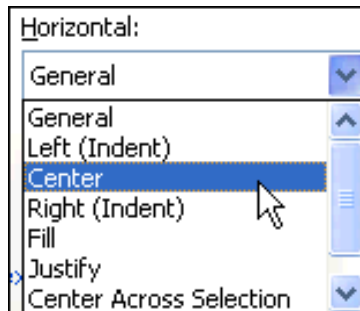 Horizontal:
General
General
Left (Indent)
Center
Right (Indent)
Fill
Justify
Center Across Selection